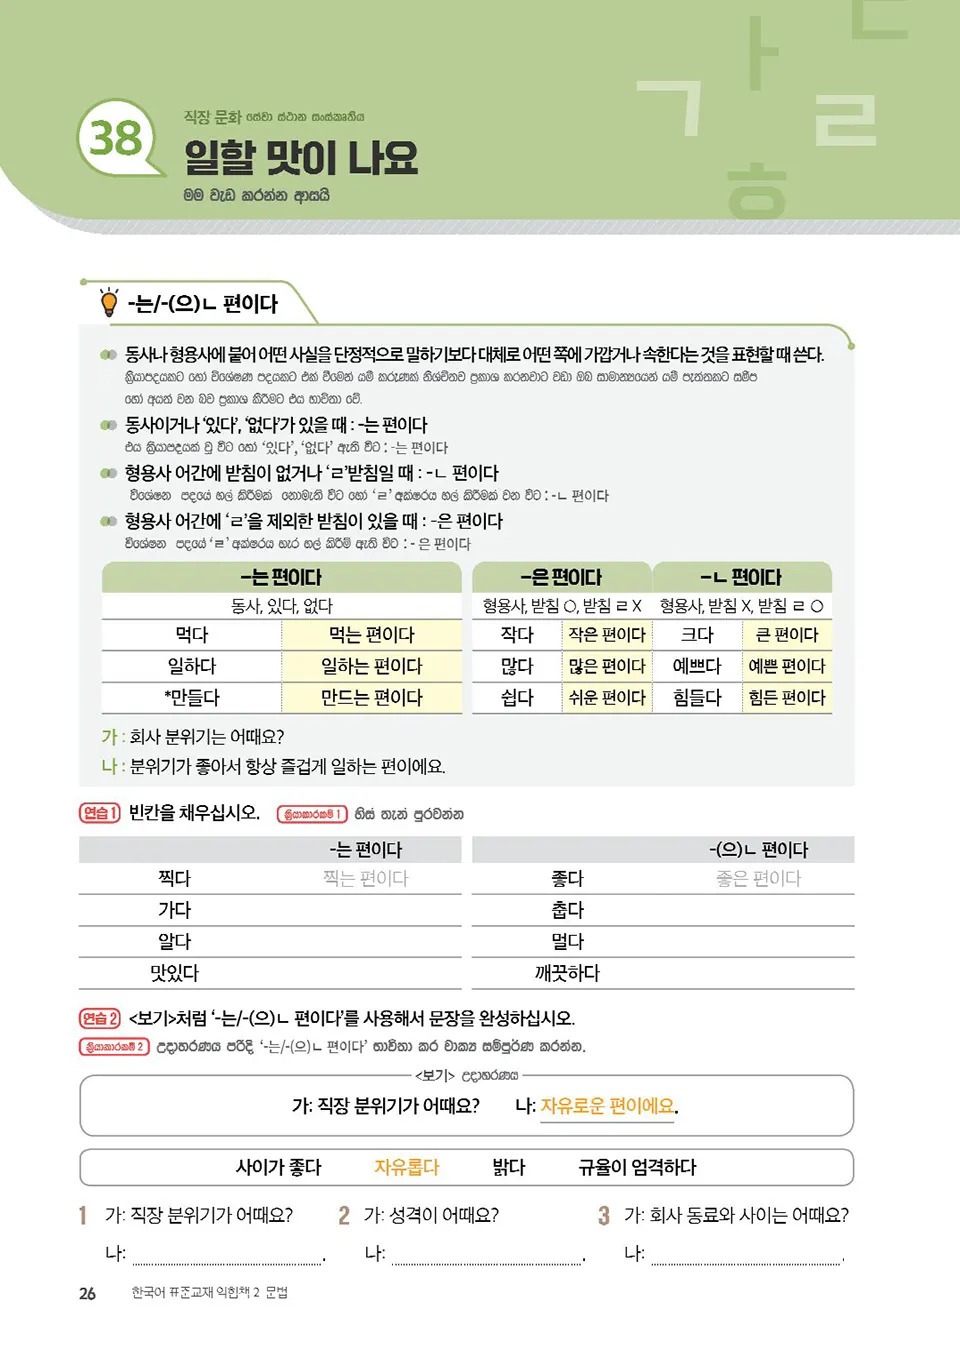 38
직장 문화 සේවා ස්ථාන සංස්කෘතිය
일할 맛이 나요
මම වැඩ කරන්න ආසයි
-는/-(으)ㄴ 편이다
동사나 형용사에 붙어 어떤 사실을 단정적으로 말하기보다 대체로 어떤 쪽에 가깝거나 속한다는 것을 표현할 때 쓴다.
ක්‍රියාපදයකට හෝ විශේෂණ පදයකට එක් වීමෙන් යම් කරුණක් නිශ්චිතව ප්‍රකාශ කරනවාට වඩා ඔබ සාමාන්‍යයෙන් යම් පැත්තකට සමීප
හෝ අයත් වන බව ප්‍රකාශ කිරීමට එය භාවිතා වේ.
동사이거나 ‘있다’, ‘없다’가 있을 때 : -는 편이다
එය ක්‍රියාපදයක් වූ විට හෝ ‘있다’, ‘없다’ ඇති විට : -는 편이다
형용사 어간에 받침이 없거나 ‘ㄹ’받침일 때 : -ㄴ 편이다
විශේෂන පදයේ හල් කිරීමක් නොමැති විට හෝ ‘ㄹ’ අක්ෂරය හල් කිරීමක් වන විට : -ㄴ 편이다
형용사 어간에 ‘ㄹ’을 제외한 받침이 있을 때 : -은 편이다
විශේෂන පදයේ ‘ㄹ’ අක්ෂරය හැර හල් කිරීම් ඇති විට : - 은 편이다
-는 편이다 -은 편이다 -ㄴ 편이다
동사, 있다, 없다 형용사, 받침 O, 받침 ㄹ X 형용사, 받침 X, 받침 ㄹ O
먹다 먹는 편이다 작다 작은 편이다 크다 큰 편이다
일하다 일하는 편이다 많다 많은 편이다 예쁘다 예쁜 편이다
*만들다 만드는 편이다 쉽다 쉬운 편이다 힘들다 힘든 편이다
가 : 회사 분위기는 어때요?
나 : 분위기가 좋아서 항상 즐겁게 일하는 편이에요.
연습 1 빈칸을 채우십시오. ක්‍රියාකාරකම් 1 හිස් තැන් පුරවන්න
-는 편이다 -(으)ㄴ 편이다
찍다 찍는 편이다 좋다 좋은 편이다
가다 춥다
알다 멀다
맛있다 깨끗하다
연습 2 <보기>처럼 ‘-는/-(으)ㄴ 편이다’를 사용해서 문장을 완성하십시오.
ක්‍රියාකාරකම් 2 උදාහරණය පරිදි ‘-는/-(으)ㄴ 편이다’ භාවිතා කර වාක්‍ය සම්පූර්ණ කරන්න.
<보기> උදාහරණය
가: 직장 분위기가 어때요? 나: 자유로운 편이에요.
사이가 좋다 자유롭다 밝다 규율이 엄격하다
1 가: 직장 분위기가 어때요? 2 가: 성격이 어때요? 3 가: 회사 동료와 사이는 어때요?
나: . 나: . 나: .
26 한국어 표준교재 익힘책 2 문법